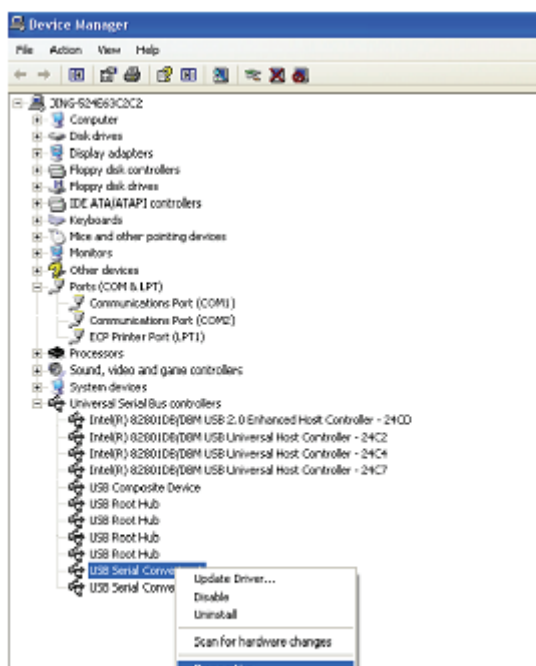 Device Manager
File Action View Help
JING-524663C2C2
Computer
Disk drives
Display adapters
Floppy disk controllers
Floppy disk drives
IDE ATA/ATAPI controllers
Keyboards
Mice and other pointing devices
Monitors
Other devices
Ports (COM & LPT)
Communications Port (COM1)
Communications Port (COM2)
ECP Printer Port (LPT1)
Processors
Sound, video and game controllers
System devices
Universal Serial Bus controllers
Intel(R) 82801DB/DBM USB 2.0 Enhanced Host Controller - 24CD
Intel(R) 82801DB/DBM USB Universal Host Controller - 24C2
Intel(R) 82801DB/DBM USB Universal Host Controller - 24C4
Intel(R) 82801DB/DBM USB Universal Host Controller - 24C7
USB Composite Device
USB Root Hub
USB Root Hub
USB Root Hub
USB Root Hub
USB Serial Conve
USB Serial Conve
Update Driver...
Disable
Uninstall
Scan for hardware changes